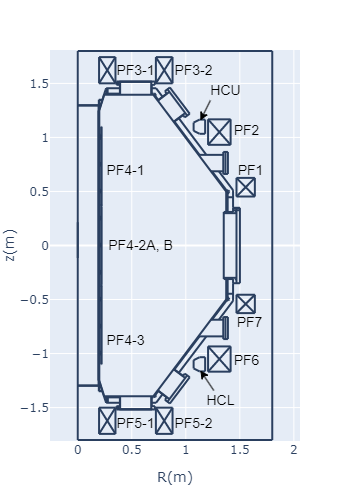 PF3-1 PF3-2
HCU
PF2
PF4-1
PF1
PF4-2A, B
PF7
PF4-3
PF6
HCL
PF5-1 PF5-2
1.5
1
0.5
0
−0.5
−1
−1.5
z(m)
0 0.5 1 1.5 2
R(m)